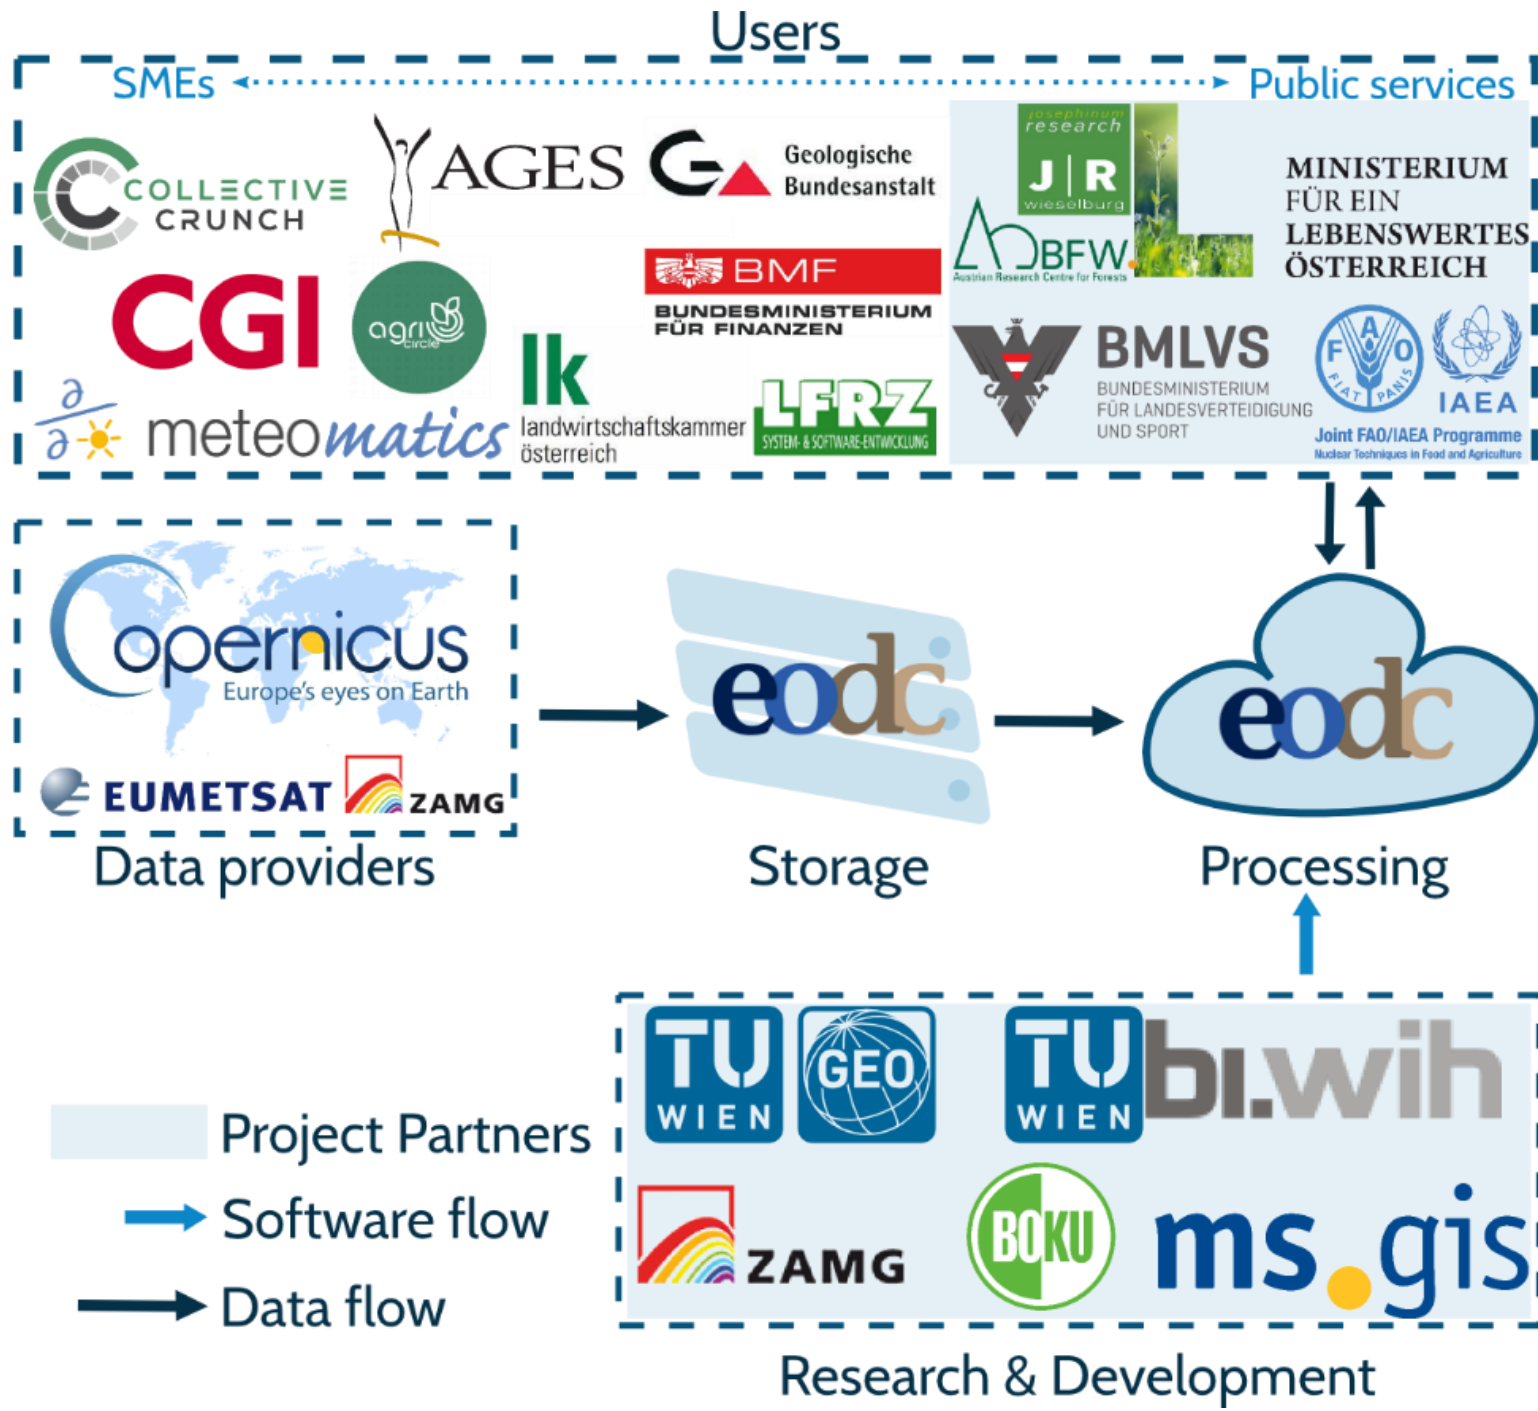 Users
SMEs
Public services
COLLECTIVE
CRUNCH
AGES
Geologische
Bundesanstalt
josephinum
research
J|R
wieselburg
MINISTERIUM
FÜR EIN
LEBENSWERTES
ÖSTERREICH
BFW
Austrian Research Centre for Forests
CGI
agri
circle
BMF
BUNDESMINISTERIUM
FÜR FINANZEN
lk
landwirtschaftskammer
österreich
LFRZ
SYSTEM- & SOFTWARE-ENTWICKLUNG
BMLVS
BUNDESMINISTERIUM
FÜR LANDESVERTEIDIGUNG
UND SPORT
FAO
FIAT PANIS
IAEA
Joint FAO/IAEA Programme
Nuclear Techniques in Food and Agriculture
∂
∂
meteomatics
Copernicus
Europe's eyes on Earth
EUMETSAT
ZAMG
Data providers
eodc
Storage
eodc
Processing
TU
WIEN
GEO
TU
WIEN
bi.wih
ZAMG
BOKU
ms.gis
Research & Development
Project Partners
Software flow
Data flow